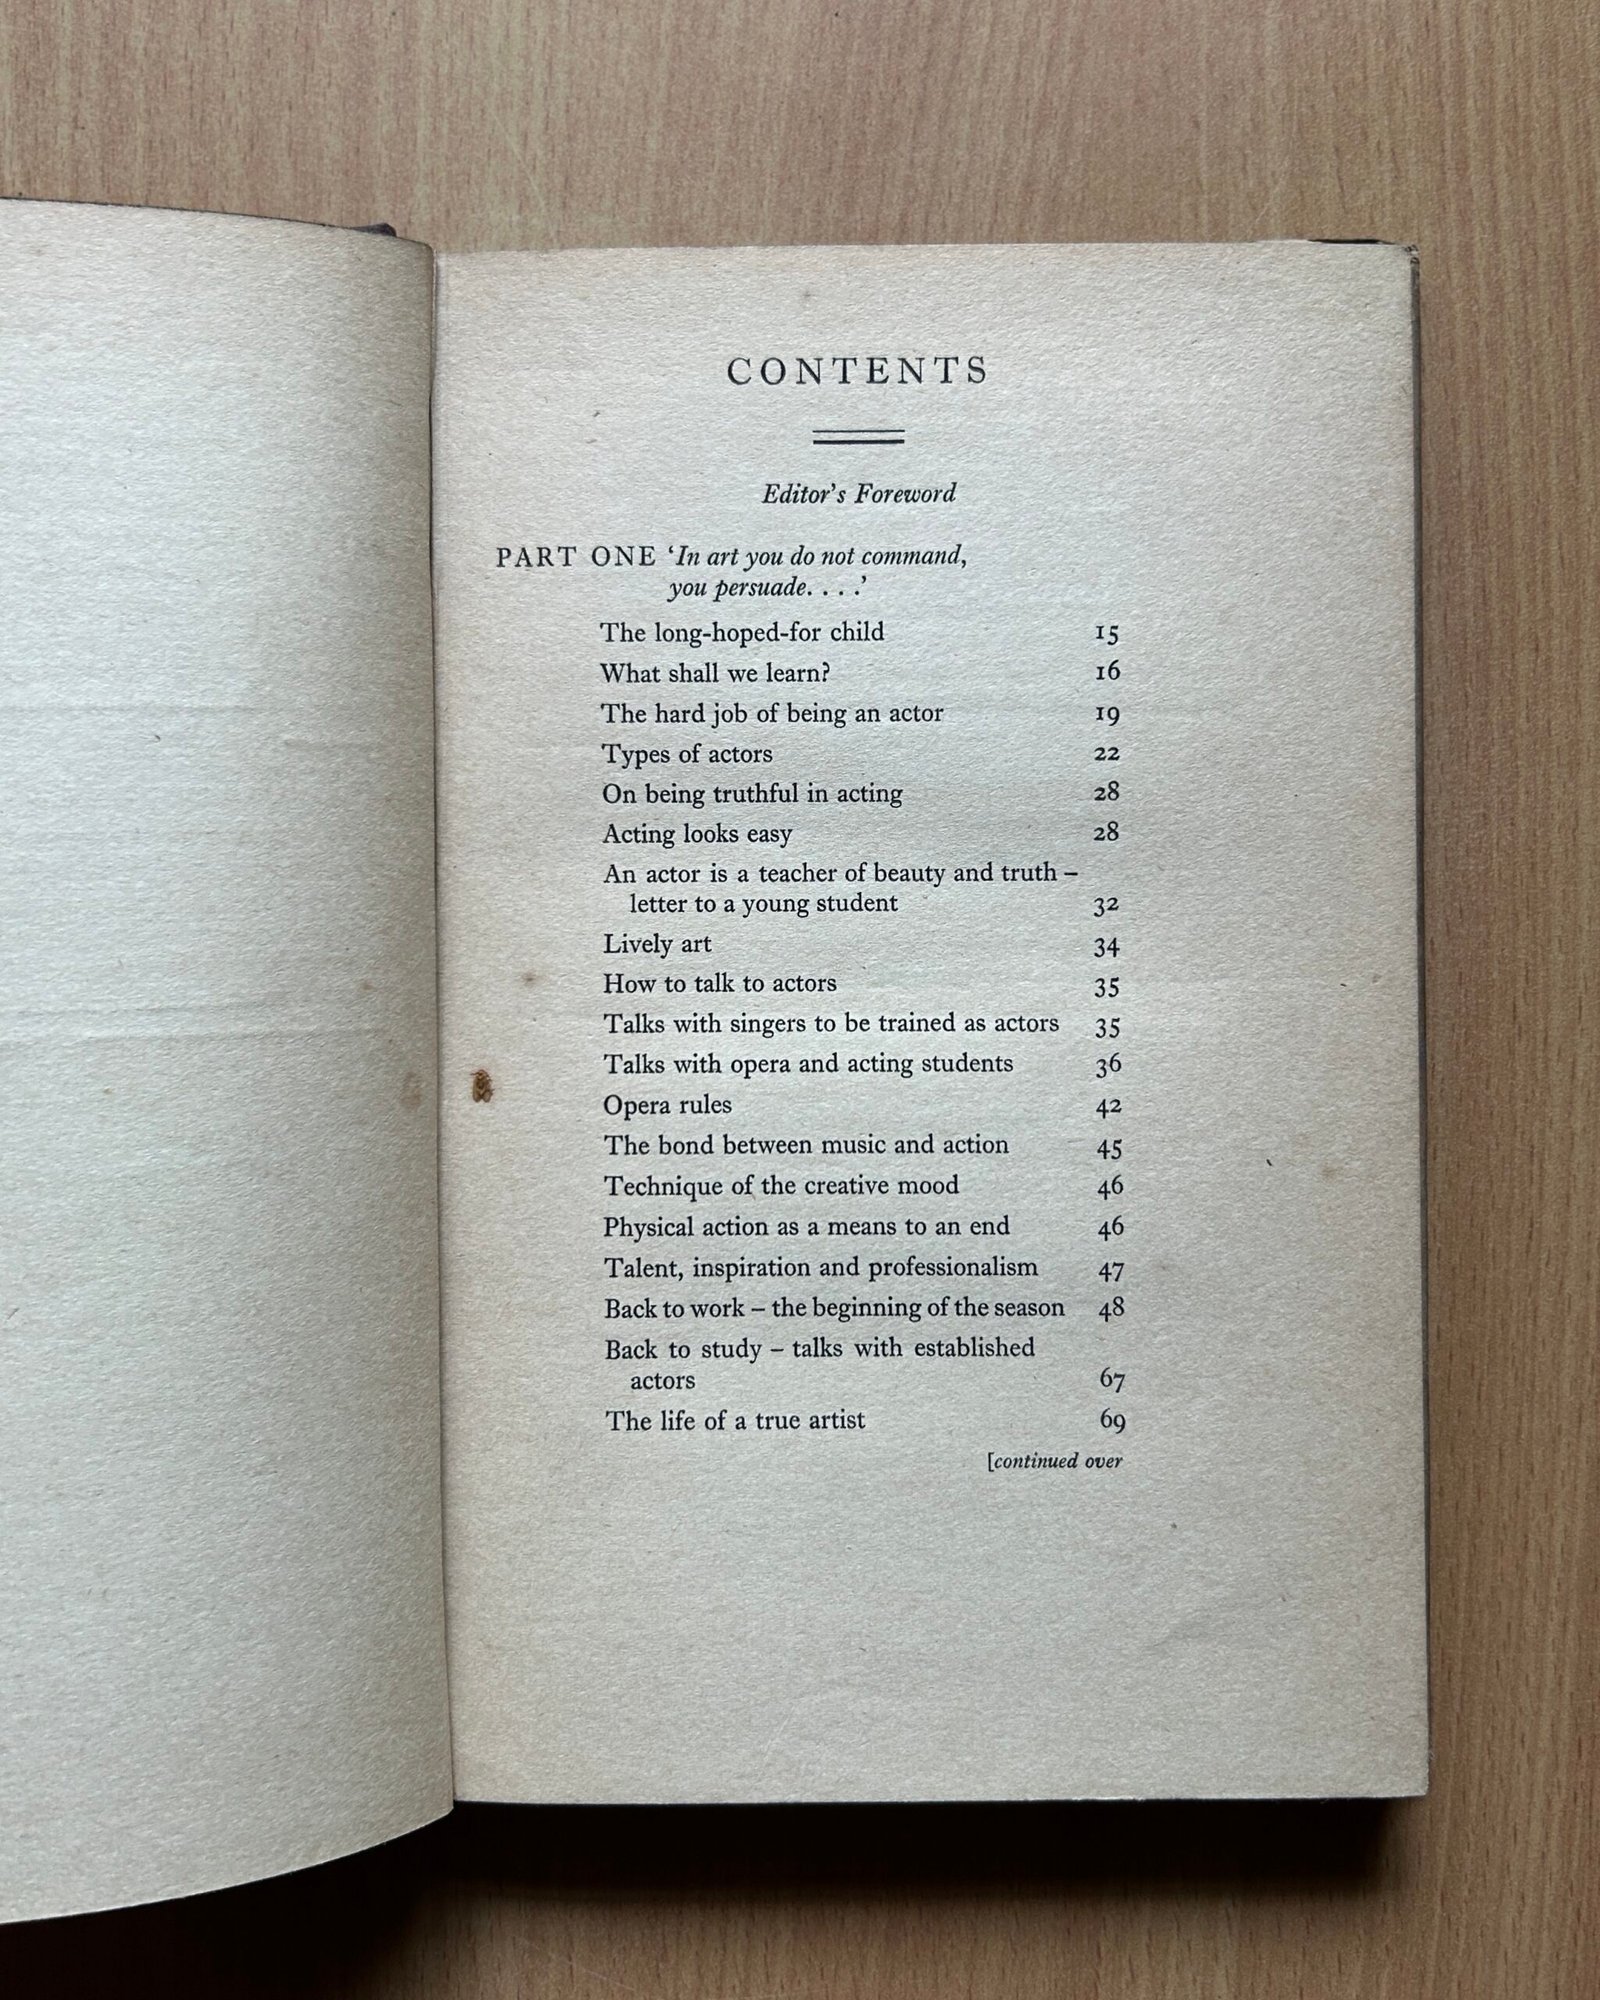 CONTENTS
Editor's Foreword
PART ONE ‘In art you do not command,
you persuade. . . .’
The long-hoped-for child 15
What shall we learn? 16
The hard job of being an actor 19
Types of actors 22
On being truthful in acting 28
Acting looks easy 28
An actor is a teacher of beauty and truth –
letter to a young student 32
Lively art 34
How to talk to actors 35
Talks with singers to be trained as actors 35
Talks with opera and acting students 36
Opera rules 42
The bond between music and action 45
Technique of the creative mood 46
Physical action as a means to an end 46
Talent, inspiration and professionalism 47
Back to work – the beginning of the season 48
Back to study – talks with established
actors 67
The life of a true artist 69
[continued over